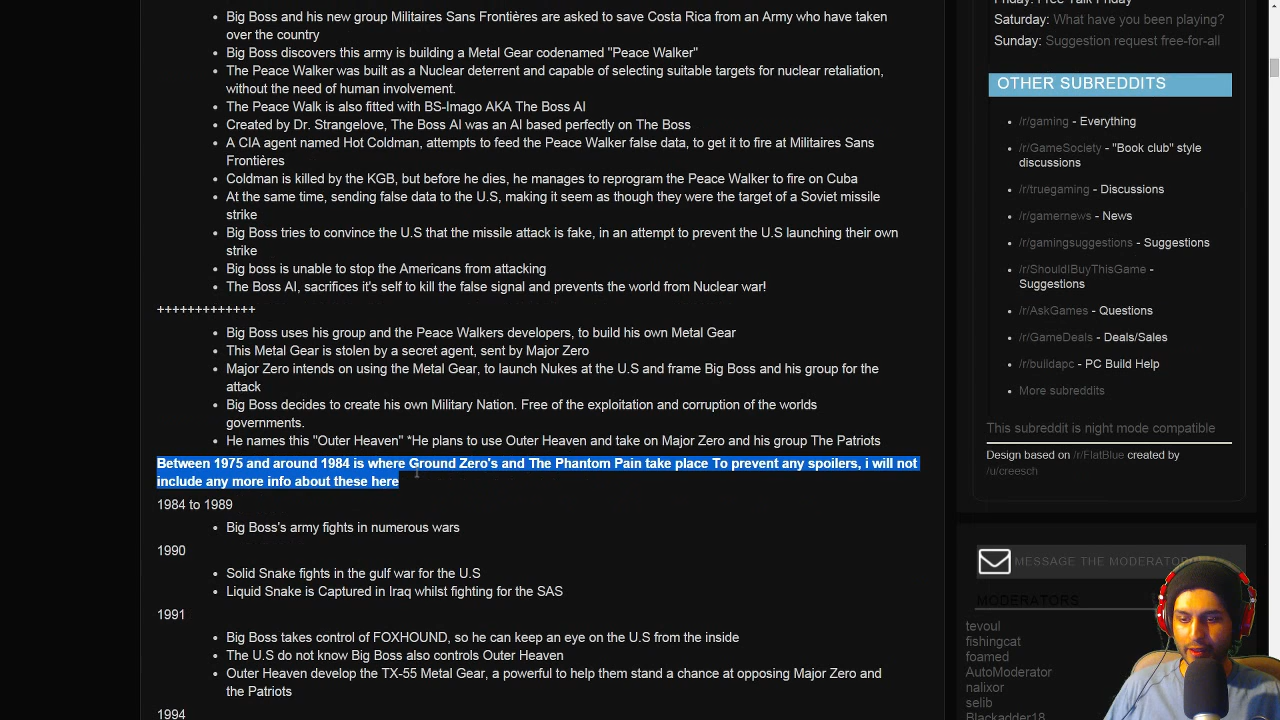 Big Boss and his new group Militaires Sans Frontières are asked to save Costa Rica from an Army who have taken
over the country
Big Boss discovers this army is building a Metal Gear codenamed "Peace Walker"
The Peace Walker was built as a Nuclear deterrent and capable of selecting suitable targets for nuclear retaliation,
without the need of human involvement.
The Peace Walk is also fitted with BS-Imago AKA The Boss AI
Created by Dr. Strangelove, The Boss AI was an AI based perfectly on The Boss
A CIA agent named Hot Coldman, attempts to feed the Peace Walker false data, to get it to fire at Militaires Sans
Frontières
Coldman is killed by the KGB, but before he dies, he manages to reprogram the Peace Walker to fire on Cuba
At the same time, sending false data to the U.S, making it seem as though they were the target of a Soviet missile
strike
Big Boss tries to convince the U.S that the missile attack is fake, in an attempt to prevent the U.S launching their own
strike
Big boss is unable to stop the Americans from attacking
The Boss AI, sacrifices it's self to kill the false signal and prevents the world from Nuclear war!
+++++++++++++
Big Boss uses his group and the Peace Walkers developers, to build his own Metal Gear
This Metal Gear is stolen by a secret agent, sent by Major Zero
Major Zero intends on using the Metal Gear, to launch Nukes at the U.S and frame Big Boss and his group for the
attack
Big Boss decides to create his own Military Nation. Free of the exploitation and corruption of the worlds
governments.
He names this "Outer Heaven" *He plans to use Outer Heaven and take on Major Zero and his group The Patriots
Between 1975 and around 1984 is where Ground Zero's and The Phantom Pain take place To prevent any spoilers, i will not
include any more info about these here
1984 to 1989
Big Boss's army fights in numerous wars
1990
Solid Snake fights in the gulf war for the U.S
Liquid Snake is Captured in Iraq whilst fighting for the SAS
1991
Big Boss takes control of FOXHOUND, so he can keep an eye on the U.S from the inside
The U.S don't know Big Boss also controls Outer Heaven
Outer Heaven develop the TX-55 Metal Gear, a powerful to help them stand a chance at opposing Major Zero and
the Patriots
1994
Friday: Free Talk Friday
Saturday: What have you been playing?
Sunday: Suggestion request free-for-all
OTHER SUBREDDITS
/r/gaming - Everything
/r/GameSociety - "Book club" style
discussions
/r/truegaming - Discussions
/r/gamernews - News
/r/gamingsuggestions - Suggestions
/r/ShouldIBuyThisGame -
Suggestions
/r/AskGames - Questions
/r/GameDeals - Deals/Sales
/r/buildapc - PC Build Help
More subreddits
This subreddit is night mode compatible
Design based on /r/FlatBlue created by
/u/creesch
MESSAGE THE MODERATOR
MODERATORS
tevoul
fishingcat
foamed
AutoModerator
nalixor
selib
Blackadder18